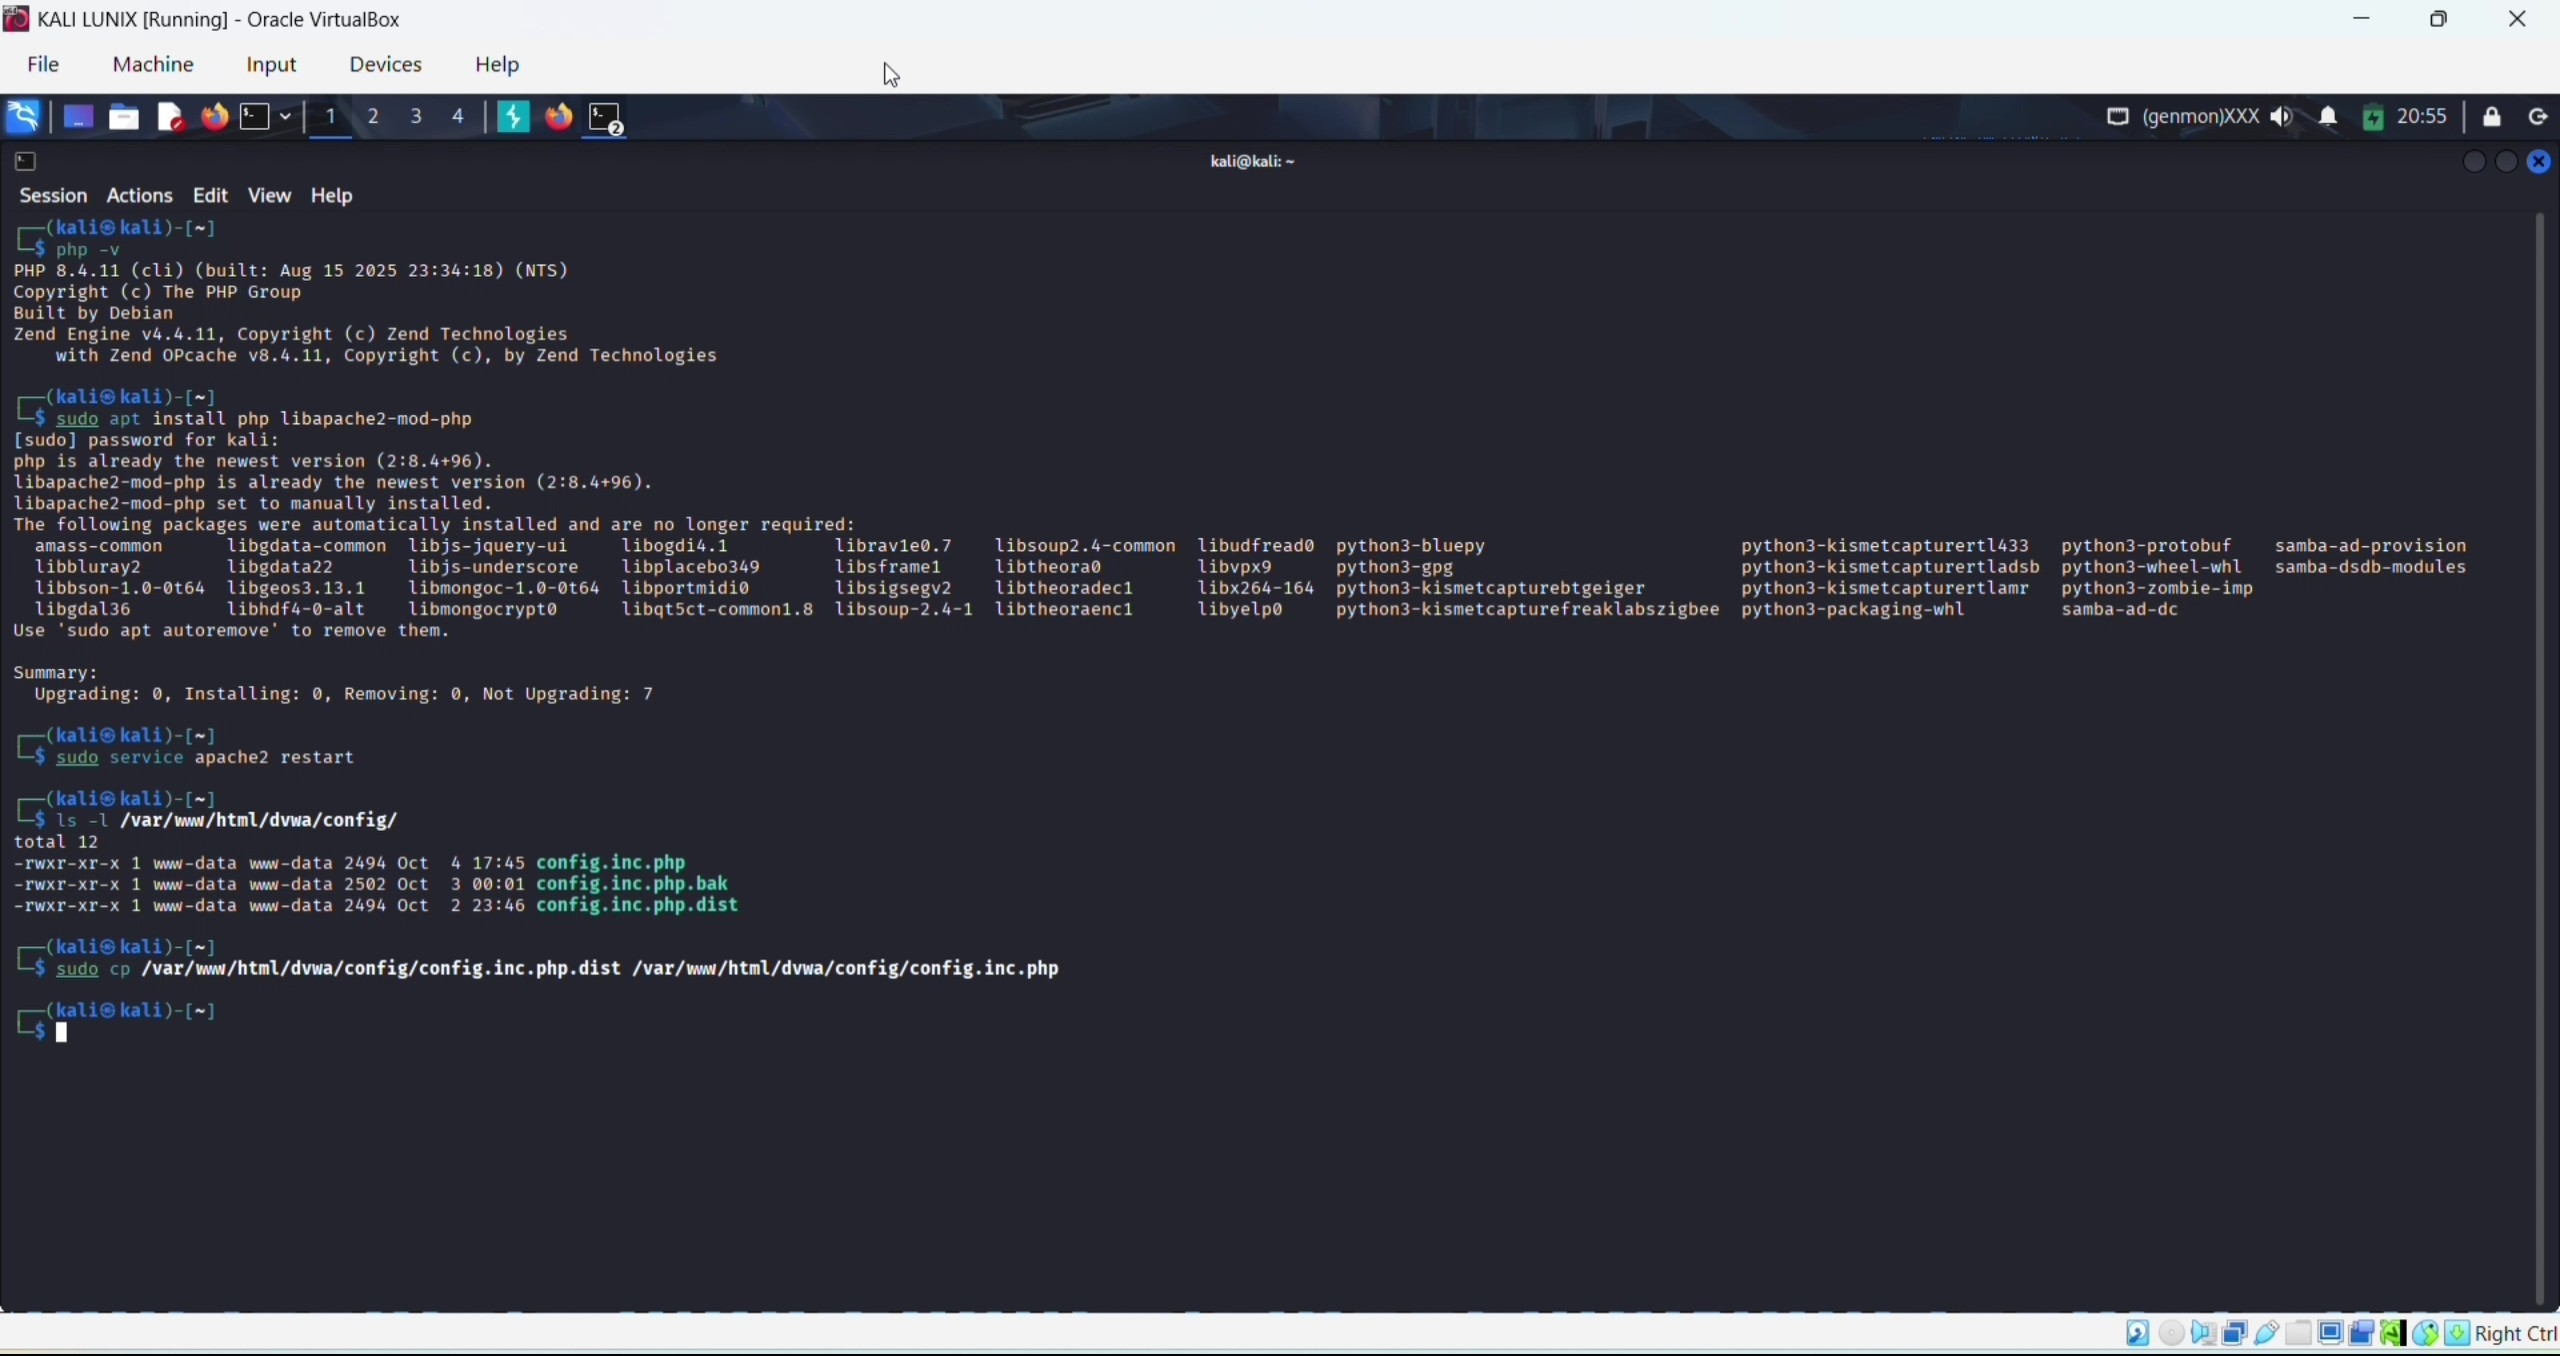 KALI LUNIX [Running] - Oracle VirtualBox
File Machine Input Devices Help
1 2 3 4 2 (genmon)XXX 20:55
kali@kali: ~
Session Actions Edit View Help
┌──(kali㉿kali)-[~]
└─$ php -v
PHP 8.4.11 (cli) (built: Aug 15 2025 23:34:18) (NTS)
Copyright (c) The PHP Group
Built by Debian
Zend Engine v4.4.11, Copyright (c) Zend Technologies
    with Zend OPcache v8.4.11, Copyright (c), by Zend Technologies
┌──(kali㉿kali)-[~]
└─$ sudo apt install php libapache2-mod-php
[sudo] password for kali:
php is already the newest version (2:8.4+96).
libapache2-mod-php is already the newest version (2:8.4+96).
libapache2-mod-php set to manually installed.
The following packages were automatically installed and are no longer required:
  amass-common libgdata-common libjs-jquery-ui libogdi4.1 librav1e0.7 libsoup2.4-common libudfread0 python3-bluepy python3-kismetcapturertl433 python3-protobuf samba-ad-provision
  libbluray2 libgdata22 libjs-underscore libplacebo349 libsframe1 libtheora0 libvpx9 python3-gpg python3-kismetcapturertladsb python3-wheel-whl samba-dsdb-modules
  libbson-1.0-0t64 libgeos3.13.1 libmongoc-1.0-0t64 libportmidi0 libsigsegv2 libtheoradec1 libx264-164 python3-kismetcapturebtgeiger python3-kismetcapturertlamr python3-zombie-imp
  libgdal36 libhdf4-0-alt libmongocrypt0 libqt5ct-common1.8 libsoup-2.4-1 libtheoraenc1 libyelp0 python3-kismetcapturefreaklabszigbee python3-packaging-whl samba-ad-dc
Use 'sudo apt autoremove' to remove them.
Summary:
  Upgrading: 0, Installing: 0, Removing: 0, Not Upgrading: 7
┌──(kali㉿kali)-[~]
└─$ sudo service apache2 restart
┌──(kali㉿kali)-[~]
└─$ ls -l /var/www/html/dvwa/config/
total 12
-rwxr-xr-x 1 www-data www-data 2494 Oct  4 17:45 config.inc.php
-rwxr-xr-x 1 www-data www-data 2502 Oct  3 00:01 config.inc.php.bak
-rwxr-xr-x 1 www-data www-data 2494 Oct  2 23:46 config.inc.php.dist
┌──(kali㉿kali)-[~]
└─$ sudo cp /var/www/html/dvwa/config/config.inc.php.dist /var/www/html/dvwa/config/config.inc.php
┌──(kali㉿kali)-[~]
└─$
Right Ctrl